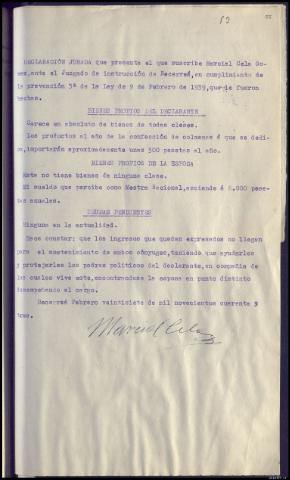 DECLARACIÓN JURADA que presenta el que suscribe Marcial Cela Go-
mez, ante el Juzgado de instrucción de Becerreá, en cumplimiento de
la prevención 3ª de la Ley de 9 de Febrero de 1939, que le fueron
hechas.
BIENES PROPIOS DEL DECLARANTE
Carece en absoluto de bienes de todas clases.
Los productos al año de la confección de colmenas á que se dedi-
ca, importarán aproximadamente unas 500 pesetas al año.
BIENES PROPIOS DE LA ESPOSA
Esta no tiene bienes de ninguna clase.
El sueldo que percibe como Mestra Nacional, asciende á 5.000 pese-
tas anuales.
DEUDAS PENDIENTES
Ninguna en la actualidad.
Hace constar: que los ingresos que quedan expresados no llegan
para el sostenimiento de ambos cónyuges, teniendo que ayudarles
y protegerles los padres políticos del declarante, en compañía de
los cuales vive este, encontrandose la esposa en punto distinto
desempeñando el cargo.
Becerreá Febrero veintisiete de mil novecientos cuarenta y
tres.
Marcial Cela